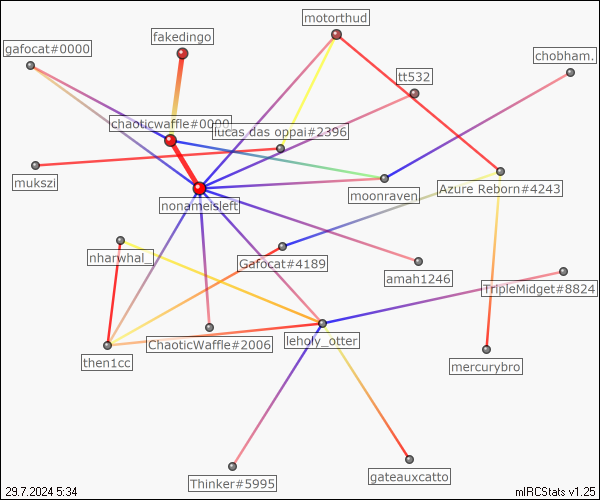 motorthud
fakedingo
gafocat#0000
chobham.
tt532
chaoticwaffle#0000
lucas.das oppai#2396
mukszi
moonraven
Azure Reborn#4243
nonameisleft
nharwhal_
Gafocat#4189
amah1246
TripleMidget#8824
ChaoticWaffle#2006
leholy_otter
then1cc
mercurybro
Thinker#5995
gateauxcatto
29.7.2024 5:34
mIRCStats v1.25